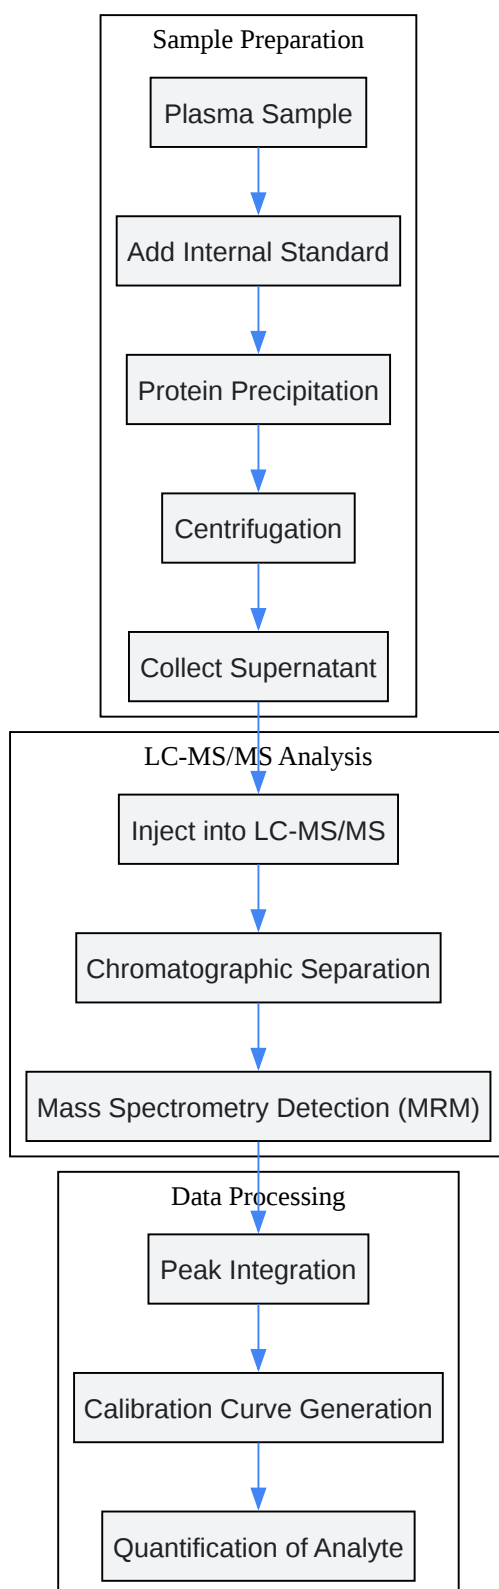 Sample Preparation
Plasma Sample
Add Internal Standard
Protein Precipitation
Centrifugation
Collect Supernatant
LC-MS/MS Analysis
Inject into LC-MS/MS
Chromatographic Separation
Mass Spectrometry Detection (MRM)
Data Processing
Peak Integration
Calibration Curve Generation
Quantification of Analyte